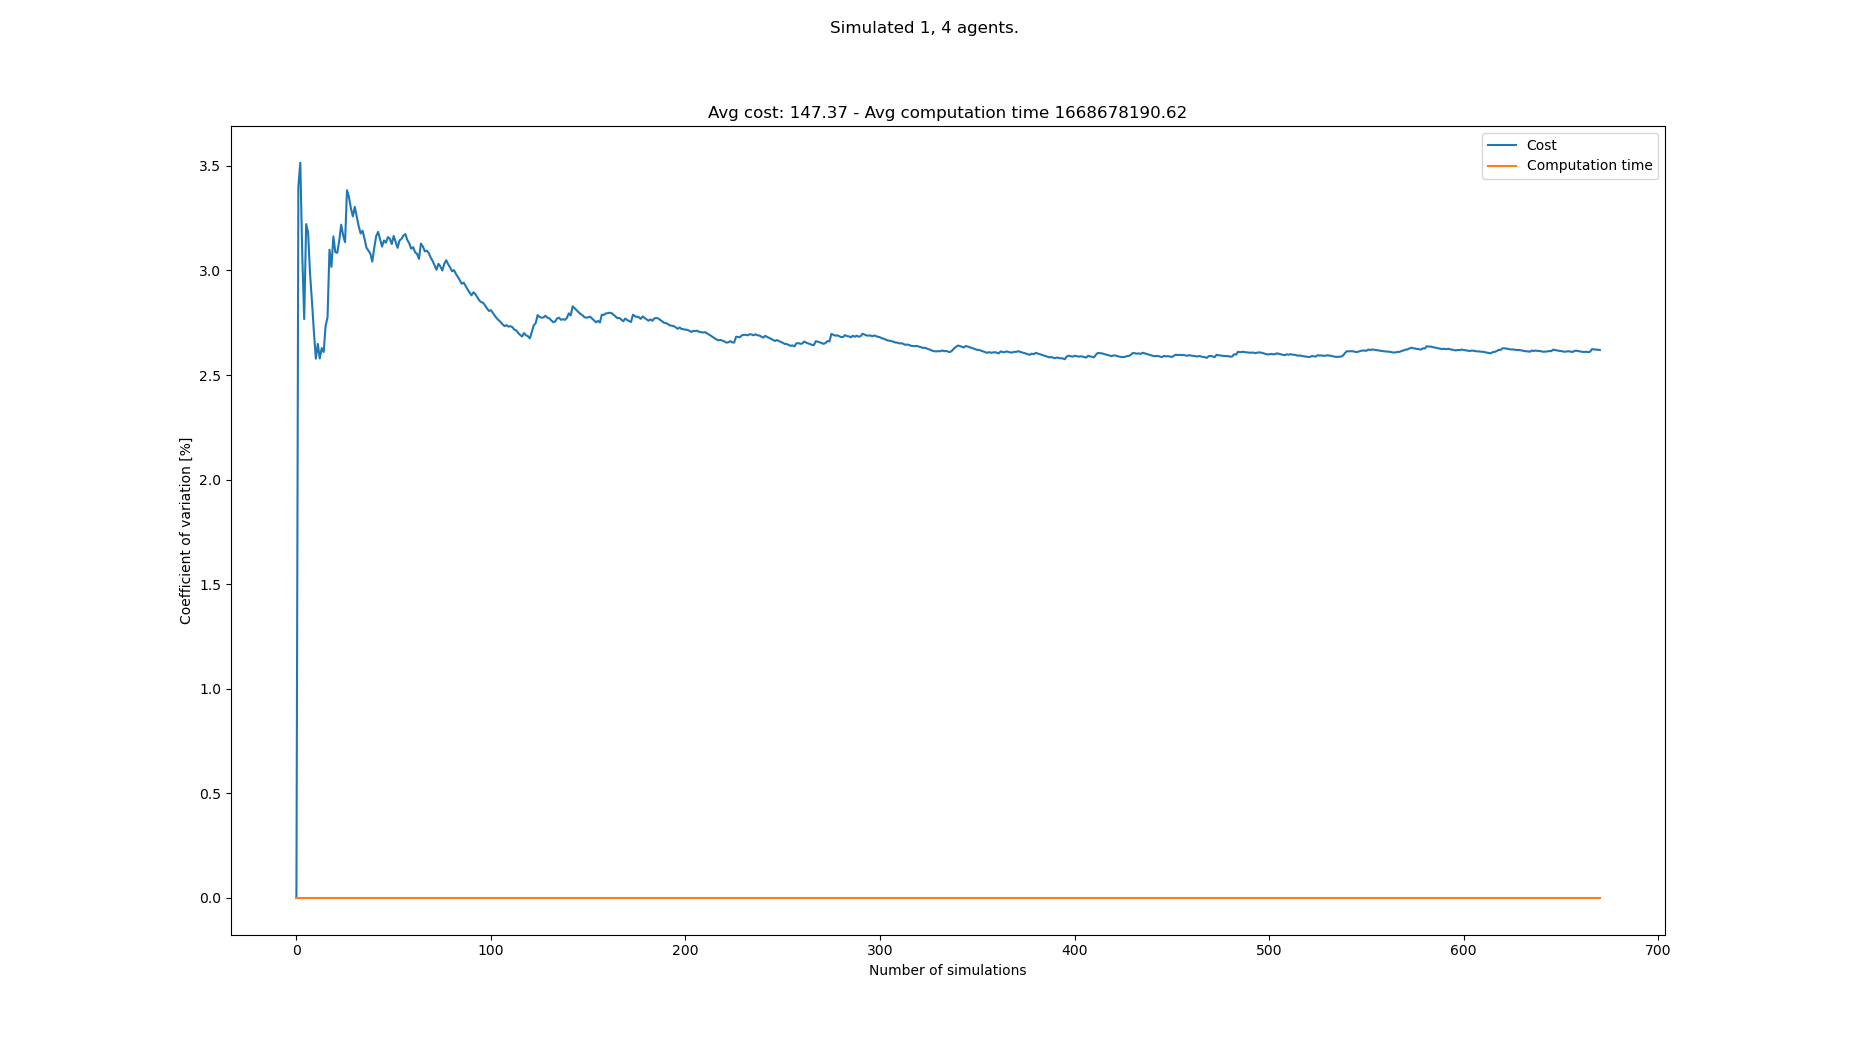 Simulated 1, 4 agents.
Avg cost: 147.37 - Avg computation time 1668678190.62
Cost
Computation time
3.5
3.0
2.5
2.0
1.5
1.0
0.5
0.0
Coefficient of variation [%]
0 100 200 300 400 500 600 700
Number of simulations